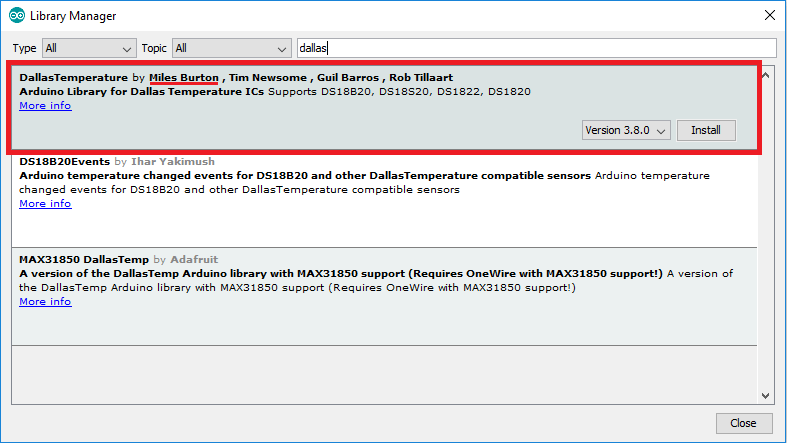 Library Manager
Type All Topic All dallas
DallasTemperature by Miles Burton , Tim Newsome , Guil Barros , Rob Tillaart
Arduino Library for Dallas Temperature ICs Supports DS18B20, DS18S20, DS1822, DS1820
More info
Version 3.8.0 Install
DS18B20Events by Ihar Yakimush
Arduino temperature changed events for DS18B20 and other DallasTemperature compatible sensors Arduino temperature
changed events for DS18B20 and other DallasTemperature compatible sensors
More info
MAX31850 DallasTemp by Adafruit
A version of the DallasTemp Arduino library with MAX31850 support (Requires OneWire with MAX31850 support!) A version of
the DallasTemp Arduino library with MAX31850 support (Requires OneWire with MAX31850 support!)
More info
Close